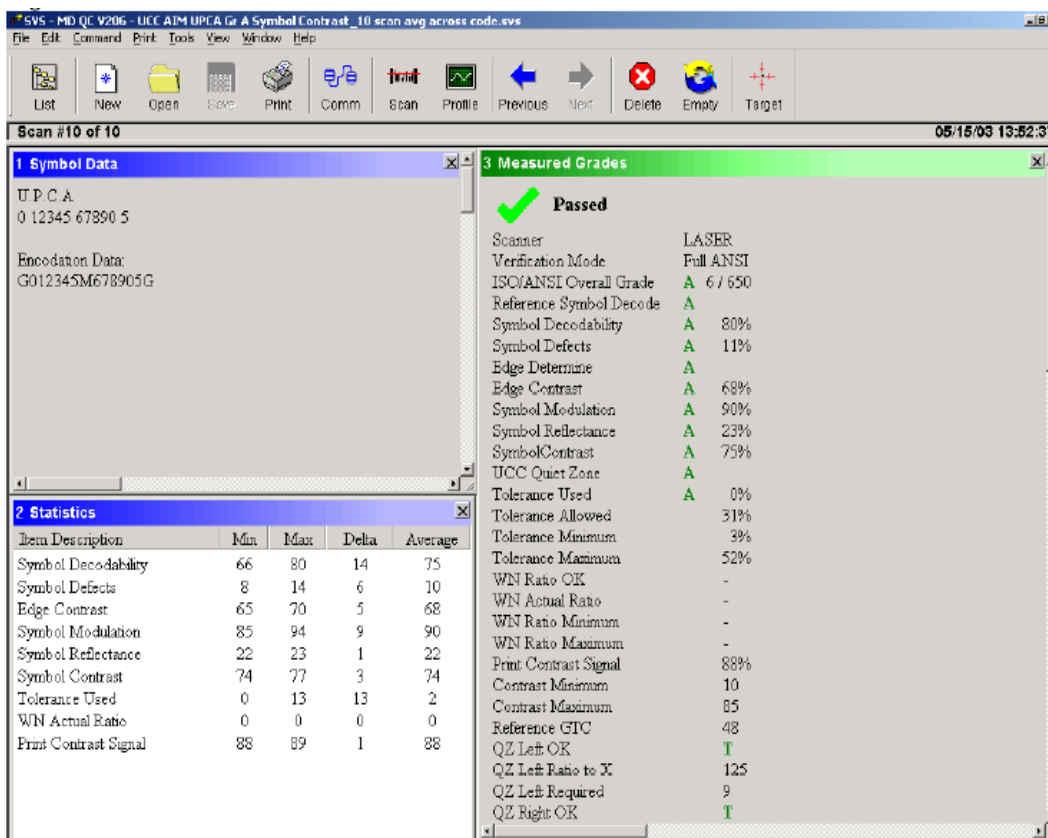 SVS - MD QC V206 - UCC AIM UPCA Gr A Symbol Contrast _10 scan avg across code.svs
File Edit Command Print Tools View Window Help
List New Open Save Print Comm Scan Profile Previous Next Delete Empty Target
Scan #10 of 10 05/15/03 13:52:3
1 Symbol Data
U.P.C.A
0 12345 67890 5
Encodation Data:
G012345M678905G
2 Statistics
Item Description Min Max Delta Average
Symbol Decodability 66 80 14 75
Symbol Defects 8 14 6 10
Edge Contrast 65 70 5 68
Symbol Modulation 85 94 9 90
Symbol Reflectance 22 23 1 22
Symbol Contrast 74 77 3 74
Tolerance Used 0 13 13 2
WN Actual Ratio 0 0 0 0
Print Contrast Signal 88 89 1 88
3 Measured Grades
Passed
Scanner LASER
Verification Mode Full ANSI
ISO/ANSI Overall Grade A 6 / 650
Reference Symbol Decode A
Symbol Decodability A 80%
Symbol Defects A 11%
Edge Determine A
Edge Contrast A 68%
Symbol Modulation A 90%
Symbol Reflectance A 23%
SymbolContrast A 75%
UCC Quiet Zone A
Tolerance Used A 0%
Tolerance Allowed 31%
Tolerance Minimum 3%
Tolerance Maximum 52%
WN Ratio OK -
WN Actual Ratio -
WN Ratio Minimum -
WN Ratio Maximum -
Print Contrast Signal 88%
Contrast Minimum 10
Contrast Maximum 85
Reference GTC 48
QZ Left OK T
QZ Left Ratio to X 125
QZ Left Required 9
QZ Right OK T